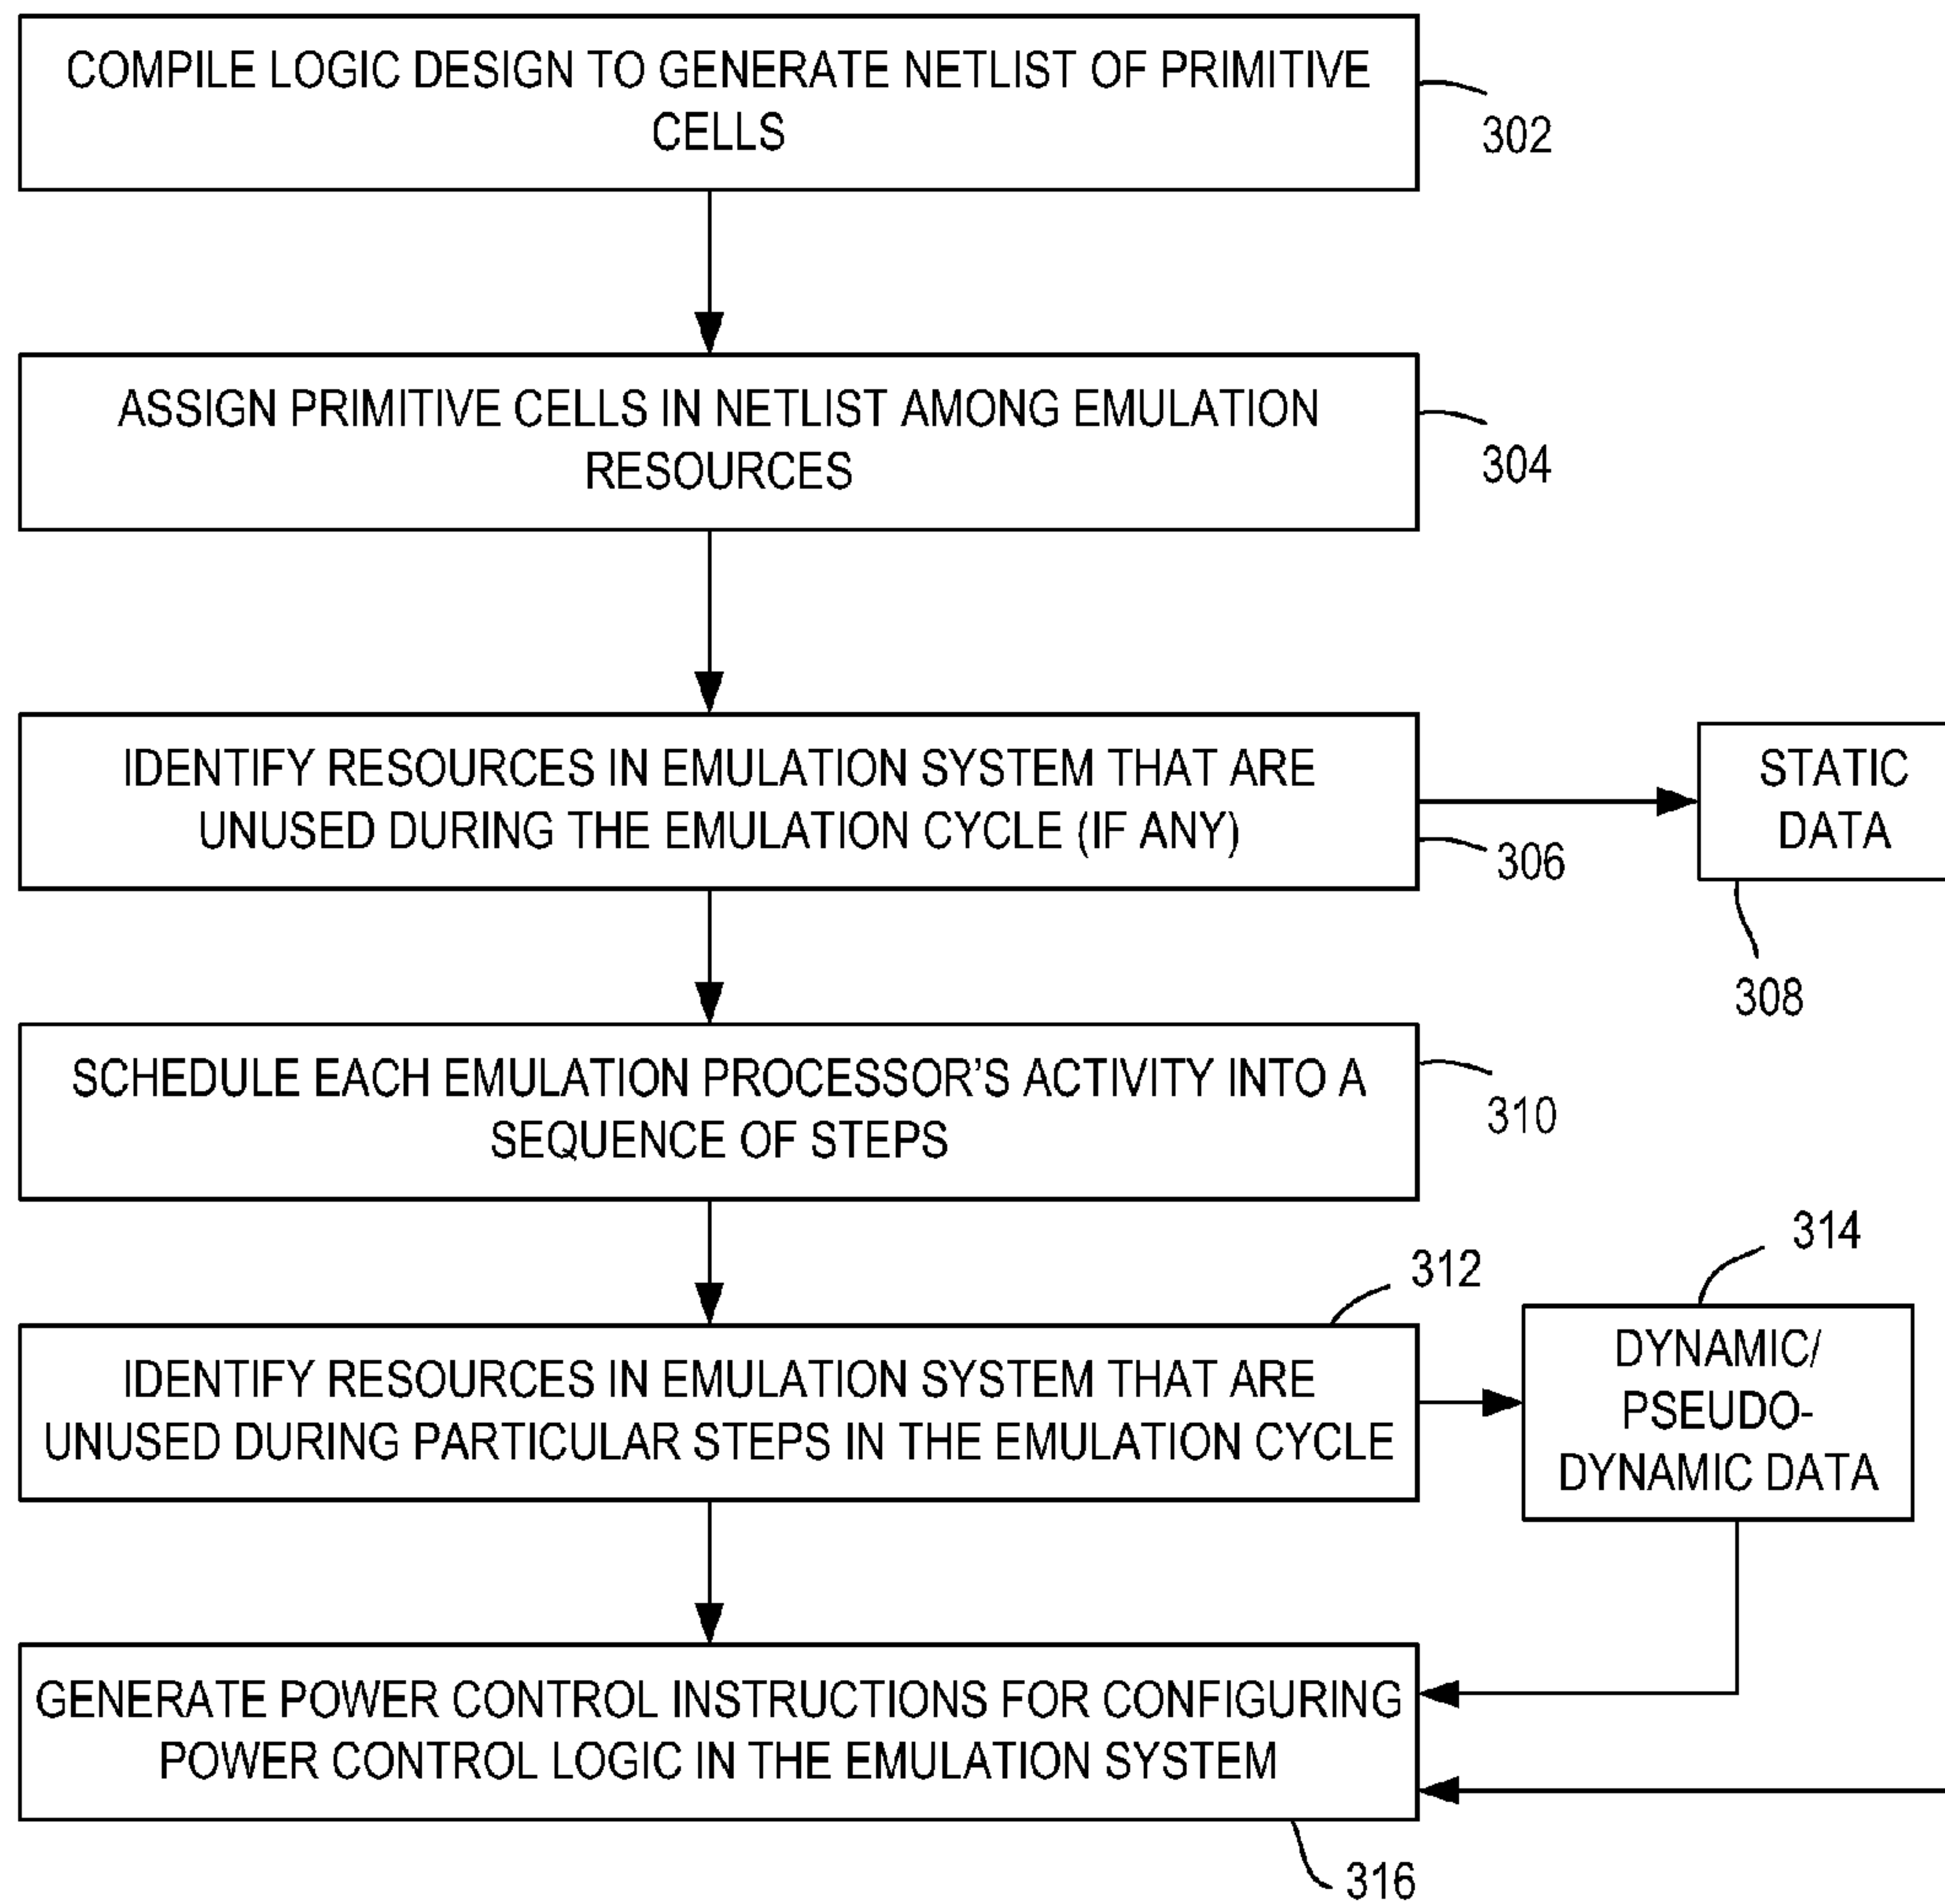 COMPILE LOGIC DESIGN TO GENERATE NETLIST OF PRIMITIVE
CELLS
302
ASSIGN PRIMITIVE CELLS IN NETLIST AMONG EMULATION
RESOURCES
304
IDENTIFY RESOURCES IN EMULATION SYSTEM THAT ARE
UNUSED DURING THE EMULATION CYCLE (IF ANY)
306
STATIC
DATA
308
SCHEDULE EACH EMULATION PROCESSOR'S ACTIVITY INTO A
SEQUENCE OF STEPS
310
312
IDENTIFY RESOURCES IN EMULATION SYSTEM THAT ARE
UNUSED DURING PARTICULAR STEPS IN THE EMULATION CYCLE
314
DYNAMIC/
PSEUDO-
DYNAMIC DATA
GENERATE POWER CONTROL INSTRUCTIONS FOR CONFIGURING
POWER CONTROL LOGIC IN THE EMULATION SYSTEM
316